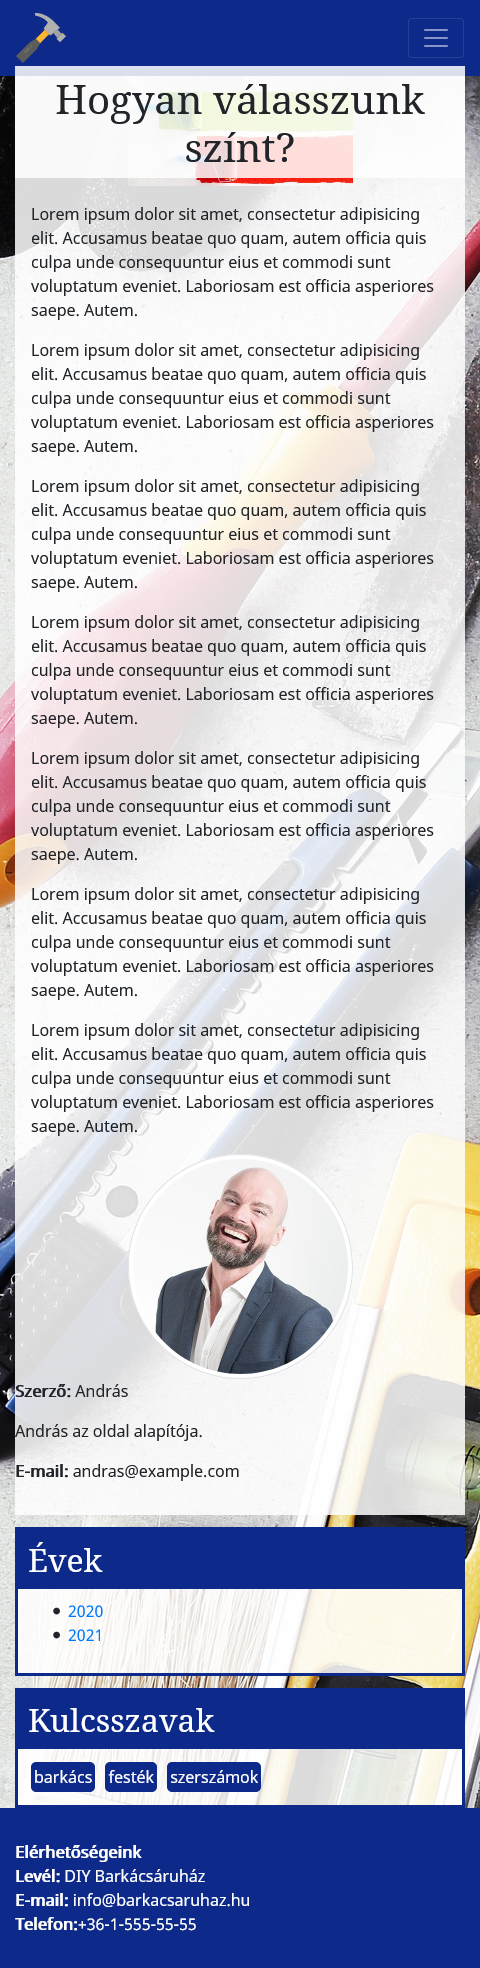 Hogyan válasszunk
színt?
Lorem ipsum dolor sit amet, consectetur adipisicing
elit. Accusamus beatae quo quam, autem officia quis
culpa unde consequuntur eius et commodi sunt
voluptatum eveniet. Laboriosam est officia asperiores
saepe. Autem.
Lorem ipsum dolor sit amet, consectetur adipisicing
elit. Accusamus beatae quo quam, autem officia quis
culpa unde consequuntur eius et commodi sunt
voluptatum eveniet. Laboriosam est officia asperiores
saepe. Autem.
Lorem ipsum dolor sit amet, consectetur adipisicing
elit. Accusamus beatae quo quam, autem officia quis
culpa unde consequuntur eius et commodi sunt
voluptatum eveniet. Laboriosam est officia asperiores
saepe. Autem.
Lorem ipsum dolor sit amet, consectetur adipisicing
elit. Accusamus beatae quo quam, autem officia quis
culpa unde consequuntur eius et commodi sunt
voluptatum eveniet. Laboriosam est officia asperiores
saepe. Autem.
Lorem ipsum dolor sit amet, consectetur adipisicing
elit. Accusamus beatae quo quam, autem officia quis
culpa unde consequuntur eius et commodi sunt
voluptatum eveniet. Laboriosam est officia asperiores
saepe. Autem.
Lorem ipsum dolor sit amet, consectetur adipisicing
elit. Accusamus beatae quo quam, autem officia quis
culpa unde consequuntur eius et commodi sunt
voluptatum eveniet. Laboriosam est officia asperiores
saepe. Autem.
Lorem ipsum dolor sit amet, consectetur adipisicing
elit. Accusamus beatae quo quam, autem officia quis
culpa unde consequuntur eius et commodi sunt
voluptatum eveniet. Laboriosam est officia asperiores
saepe. Autem.
Szerző: András
András az oldal alapítója.
E-mail: andras@example.com
Évek
2020
2021
Kulcsszavak
barkács festék szerszámok
Elérhetőségeink
Levél: DIY Barkácsáruház
E-mail: info@barkacsaruhaz.hu
Telefon:+36-1-555-55-55